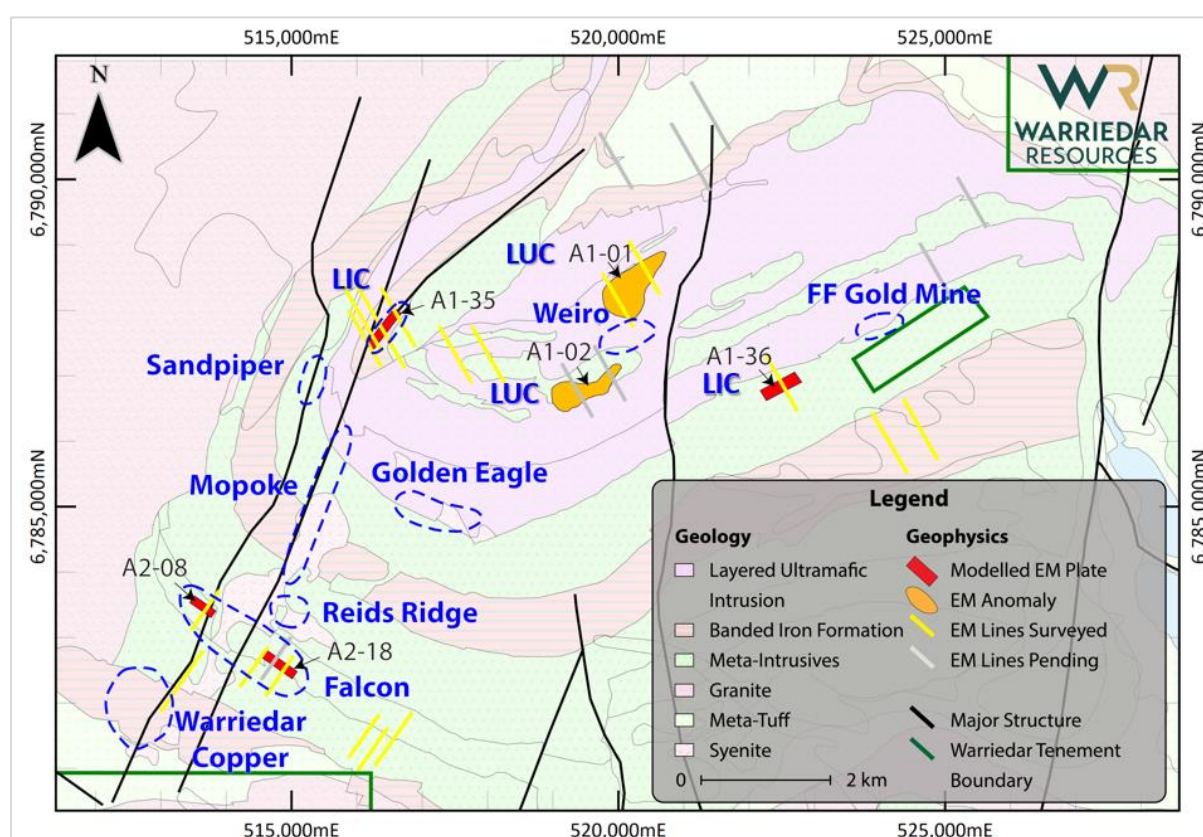 515,000mE
520,000mE
525,000mE
N
WR
WARRIEDAR
RESOURCES
6,790,000mN
6,790,000mN
LUC
A1-01
LIC
A1-35
FF Gold Mine
Weiro
Sandpiper
A1-02
A1-36
LIC
LUC
Golden Eagle
Mopoke
6,785,000mN
6,785,000mN
A2-08
Reids Ridge
A2-18
Falcon
Warriedar
Copper
Legend
Geology
Layered Ultramafic
Intrusion
Banded Iron Formation
Meta-Intrusives
Granite
Meta-Tuff
Syenite
0 2 km
Geophysics
Modelled EM Plate
EM Anomaly
EM Lines Surveyed
EM Lines Pending
Major Structure
Warriedar Tenement
Boundary
515,000mE
520,000mE
525,000mE